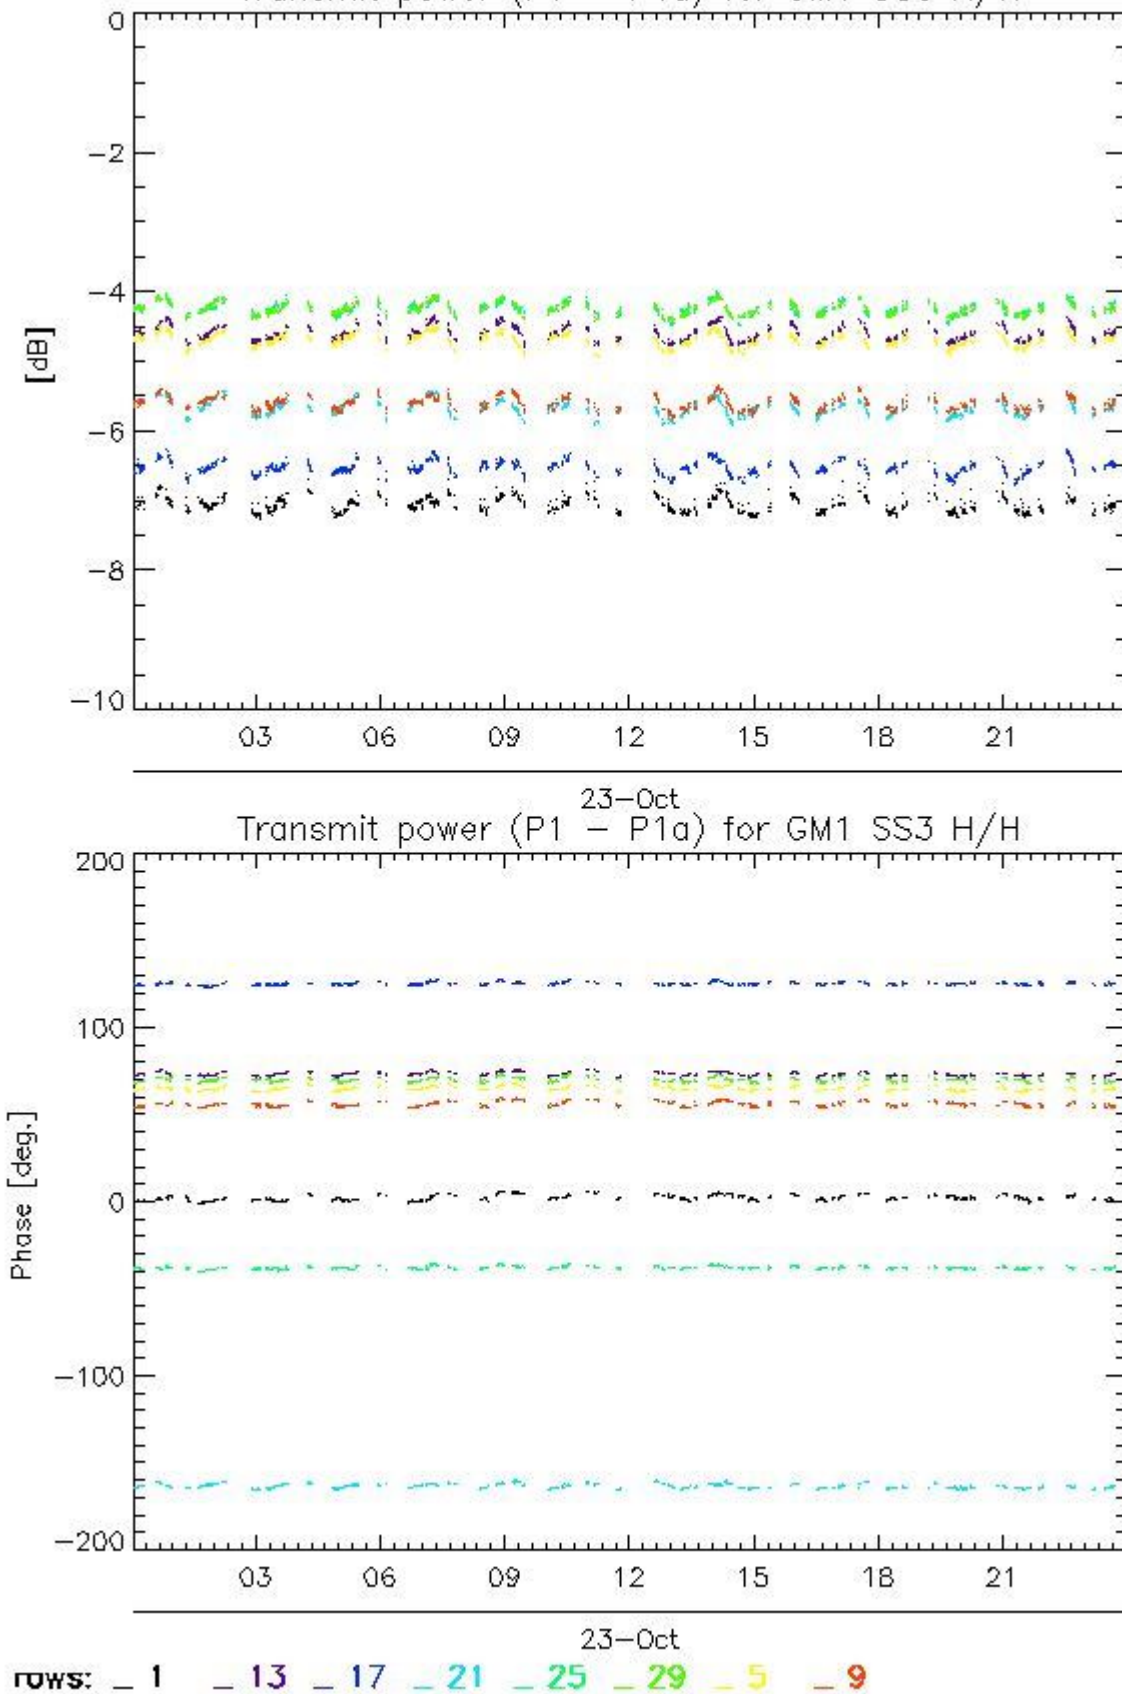 0
−2
−4
−6
−8
−10
[dB]
03 06 09 12 15 18 21
23−Oct
Transmit power (P1 − P1a) for GM1 SS3 H/H
200
100
0
−100
−200
Phase [deg.]
03 06 09 12 15 18 21
23−Oct
rows: _ 1 _ 13 _ 17 _ 21 _ 25 _ 29 _ 5 _ 9